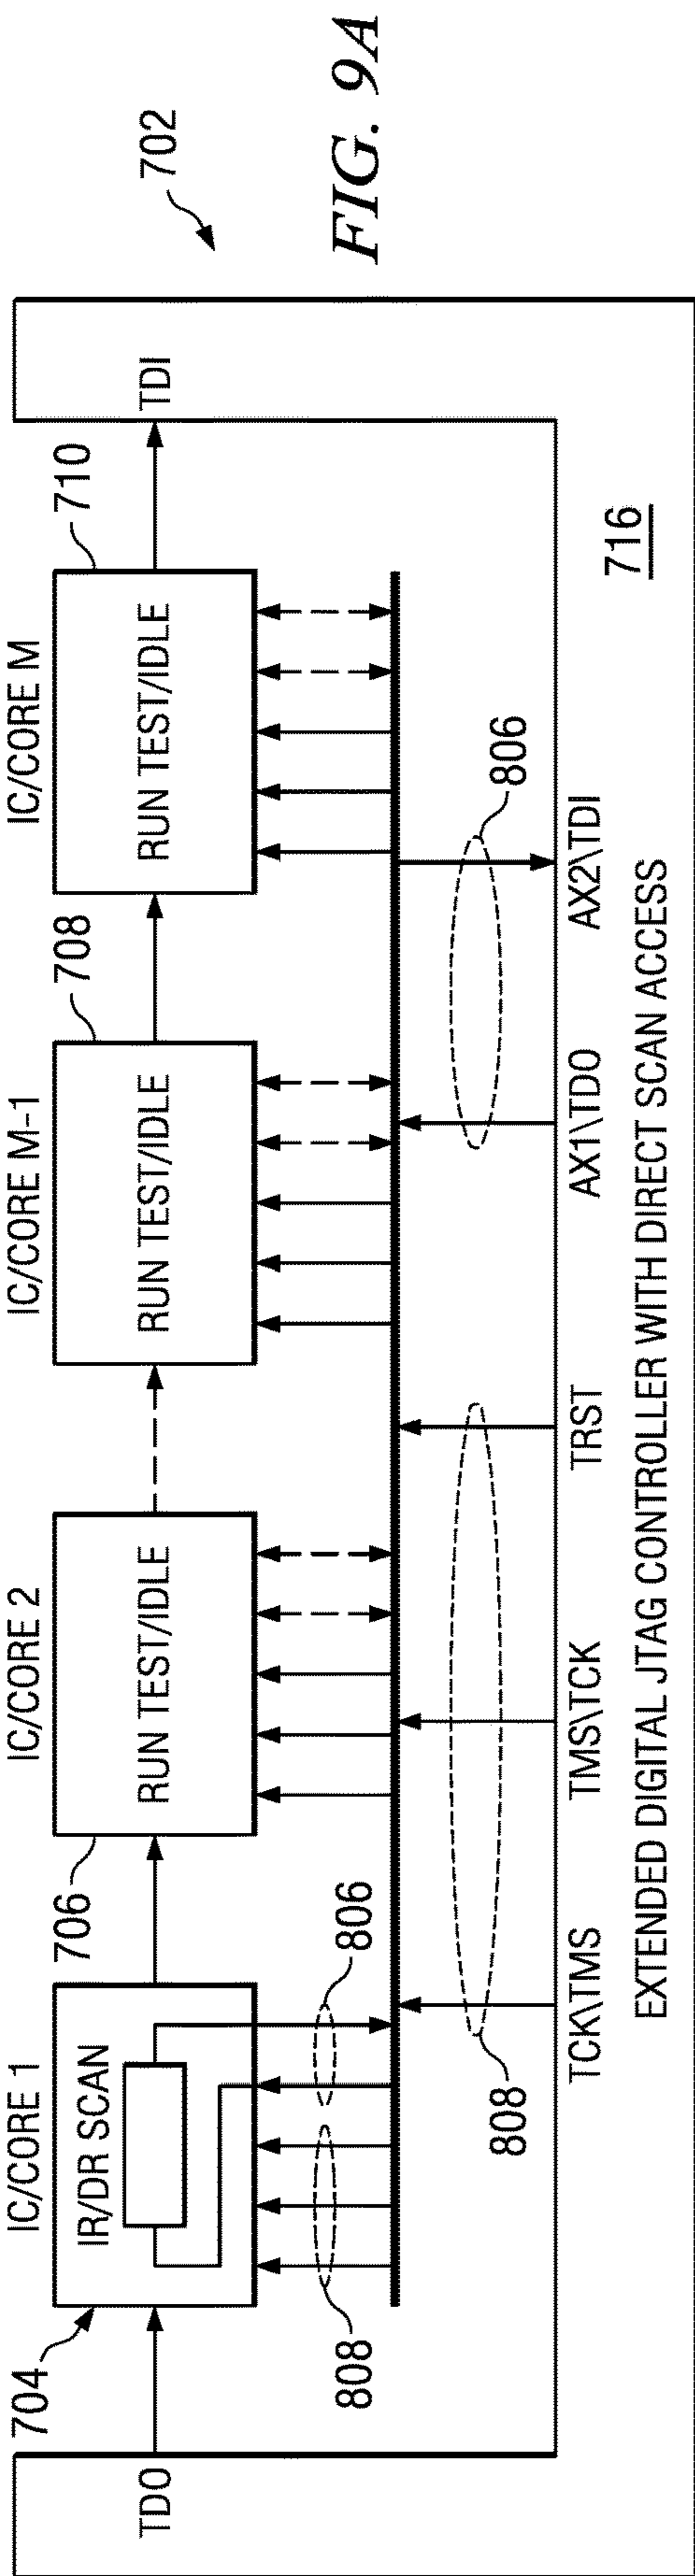 IC/CORE 1
IC/CORE 2
IC/CORE M-1
IC/CORE M
704
706
708
710
702
TDO
IR/DR SCAN
RUN TEST/IDLE
RUN TEST/IDLE
RUN TEST/IDLE
TDI
808
806
808
806
TCK\TMS
TMS\TCK
TRST
AX1\TDO
AX2\TDI
716
EXTENDED DIGITAL JTAG CONTROLLER WITH DIRECT SCAN ACCESS
FIG. 9A